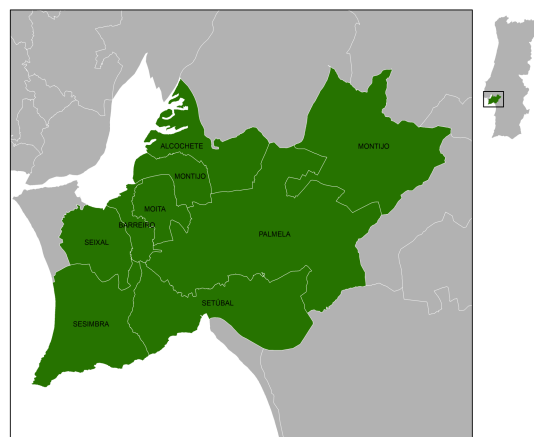 ALCOCHETE
MONTIJO
MONTIJO
MOITA
BARREIRO
PALMELA
SEIXAL
SETÚBAL
SESIMBRA